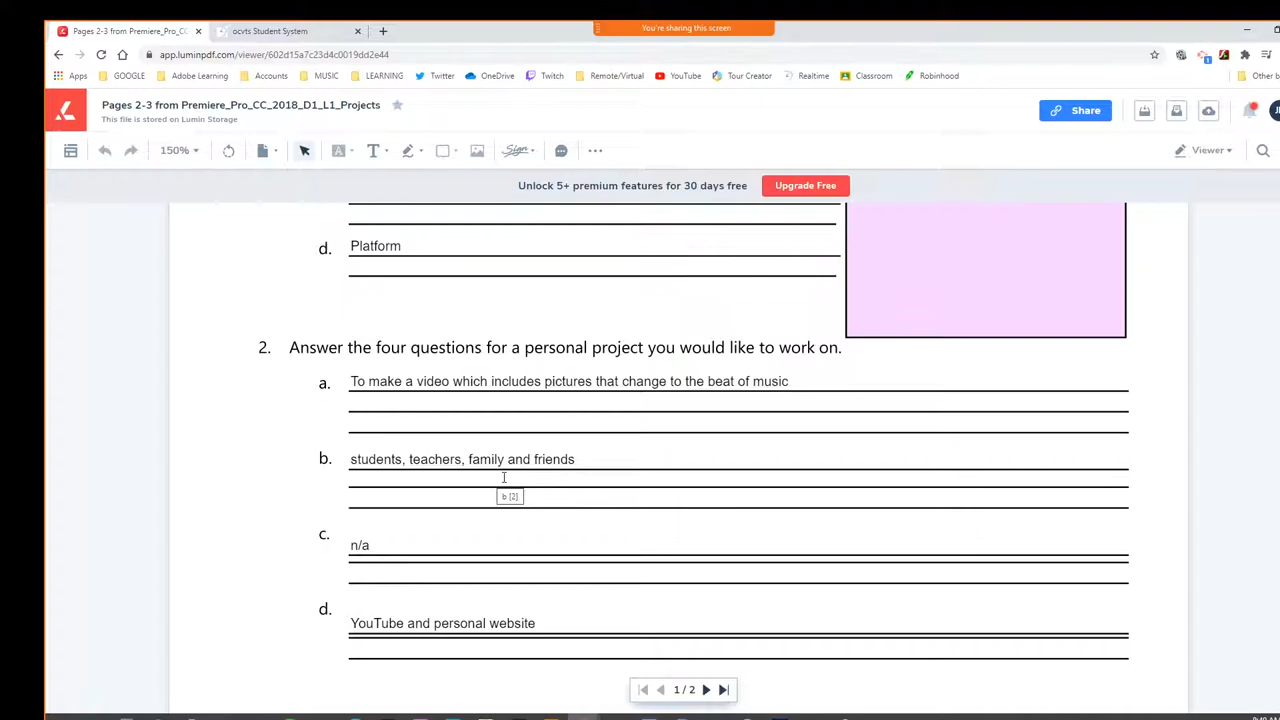 You're sharing this screen
Pages 2-3 from Premiere_Pro_CC
ocvts Student System
app.luminpdf.com/viewer/602d15a7c23d4c0019dd2e44
Apps GOOGLE Adobe Learning Accounts MUSIC LEARNING Twitter OneDrive Twitch Remote/Virtual YouTube Tour Creator Realtime Classroom Robinhood Other b
Pages 2-3 from Premiere_Pro_CC_2018_D1_L1_Projects
This file is stored on Lumin Storage
Share
150%
A T Sign Viewer
Unlock 5+ premium features for 30 days free Upgrade Free
d. Platform
2. Answer the four questions for a personal project you would like to work on.
a. To make a video which includes pictures that change to the beat of music
b. students, teachers, family and friends
b [2]
c. n/a
d. YouTube and personal website
1 / 2